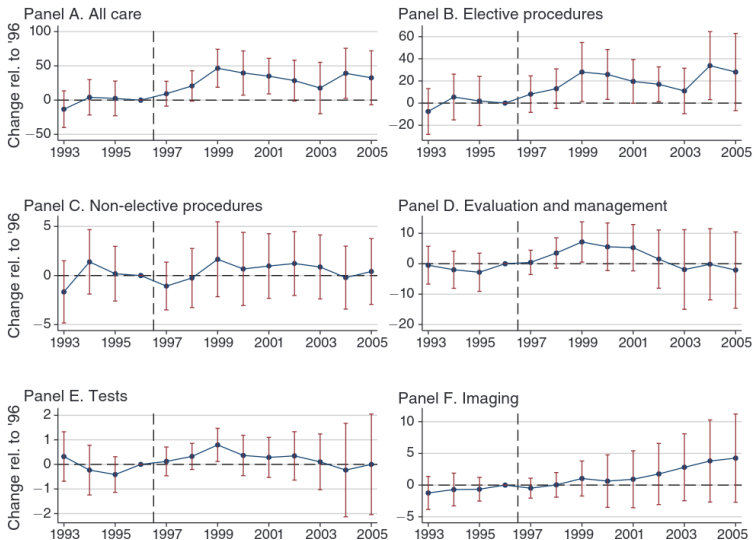 Panel A. All care
Change rel. to '96
100
50
0
−50
1993 1995 1997 1999 2001 2003 2005
Panel B. Elective procedures
60
40
20
0
−20
1993 1995 1997 1999 2001 2003 2005
Panel C. Non-elective procedures
Change rel. to '96
5
0
−5
1993 1995 1997 1999 2001 2003 2005
Panel D. Evaluation and management
10
0
−10
−20
1993 1995 1997 1999 2001 2003 2005
Panel E. Tests
Change rel. to '96
2
1
0
−1
−2
1993 1995 1997 1999 2001 2003 2005
Panel F. Imaging
10
5
0
−5
1993 1995 1997 1999 2001 2003 2005